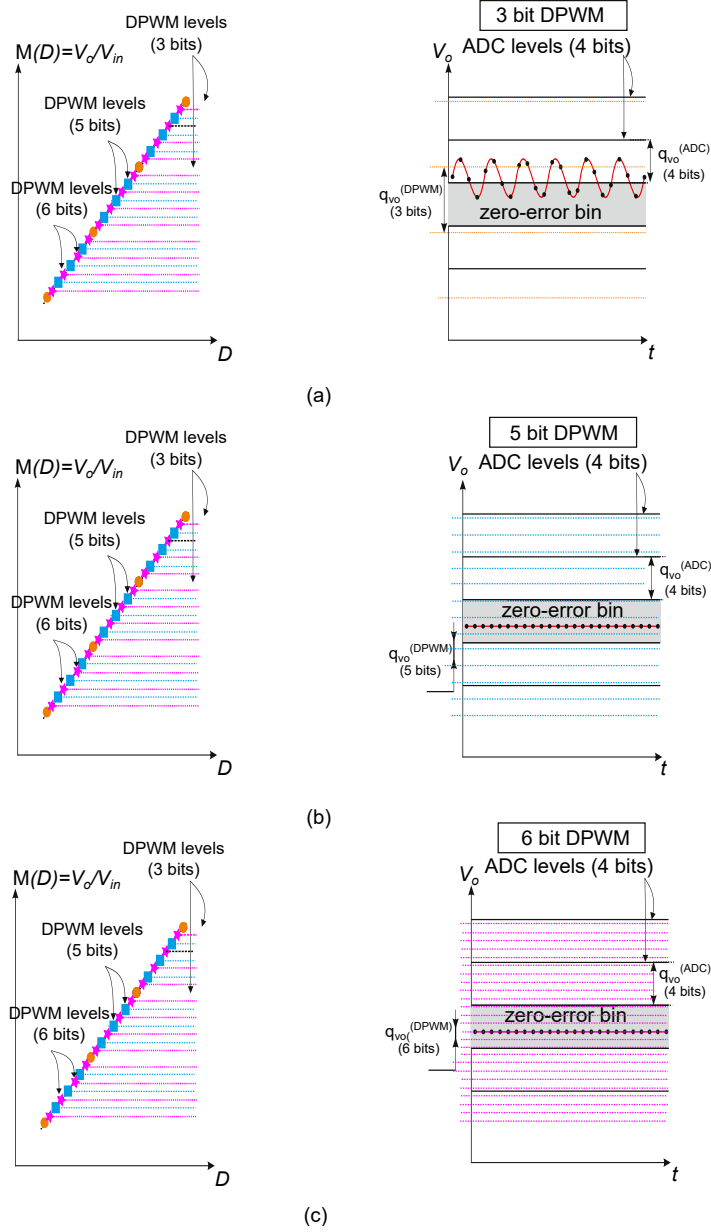 M(D)=Vo/Vin
DPWM levels
(3 bits)
DPWM levels
(5 bits)
DPWM levels
(6 bits)
D
3 bit DPWM
Vo
ADC levels (4 bits)
qvo(ADC)
(4 bits)
qvo(DPWM)
(3 bits)
zero-error bin
t
(a)
DPWM levels
(3 bits)
M(D)=Vo/Vin
DPWM levels
(5 bits)
DPWM levels
(6 bits)
D
5 bit DPWM
Vo
ADC levels (4 bits)
qvo(ADC)
(4 bits)
zero-error bin
qvo(DPWM)
(5 bits)
t
(b)
DPWM levels
(3 bits)
M(D)=Vo/Vin
DPWM levels
(5 bits)
DPWM levels
(6 bits)
D
6 bit DPWM
Vo
ADC levels (4 bits)
qvo(ADC)
(4 bits)
zero-error bin
qvo((DPWM)
(6 bits)
t
(c)